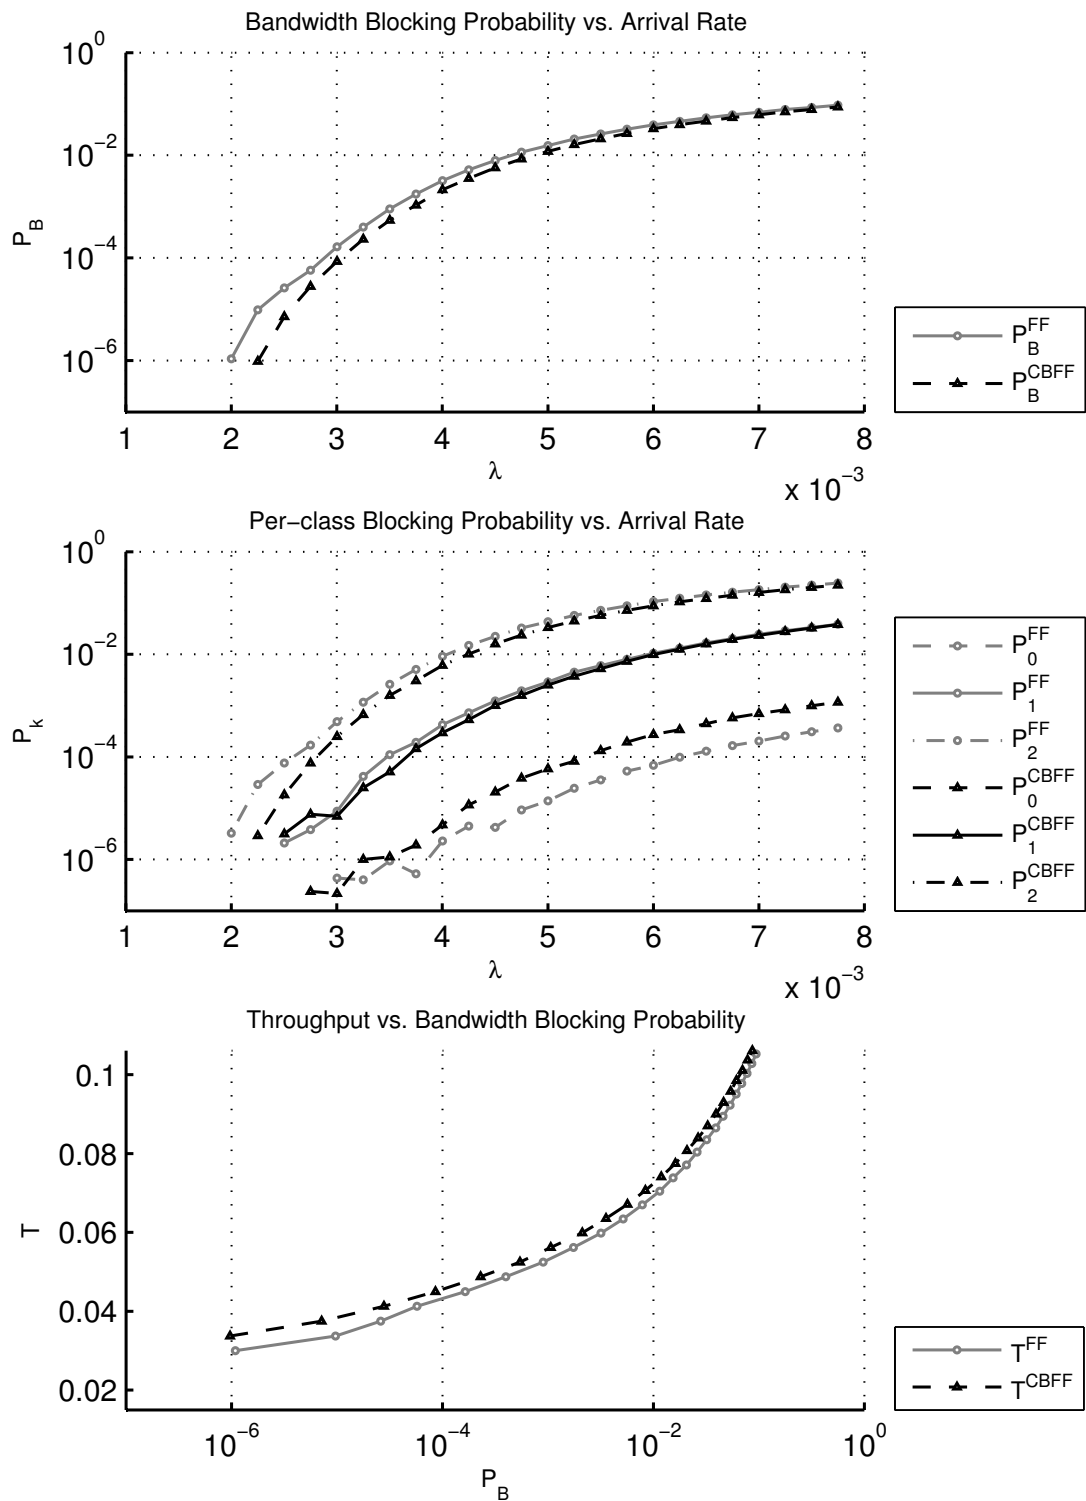 Bandwidth Blocking Probability vs. Arrival Rate
10^0
10^−2
10^−4
10^−6
P_B
1 2 3 4 5 6 7 8
λ
x 10^−3
P_B^FF
P_B^CBFF
Per−class Blocking Probability vs. Arrival Rate
10^0
10^−2
10^−4
10^−6
P_k
1 2 3 4 5 6 7 8
λ
x 10^−3
P_0^FF
P_1^FF
P_2^FF
P_0^CBFF
P_1^CBFF
P_2^CBFF
Throughput vs. Bandwidth Blocking Probability
0.1
0.08
0.06
0.04
0.02
T
10^−6 10^−4 10^−2 10^0
P_B
T^FF
T^CBFF